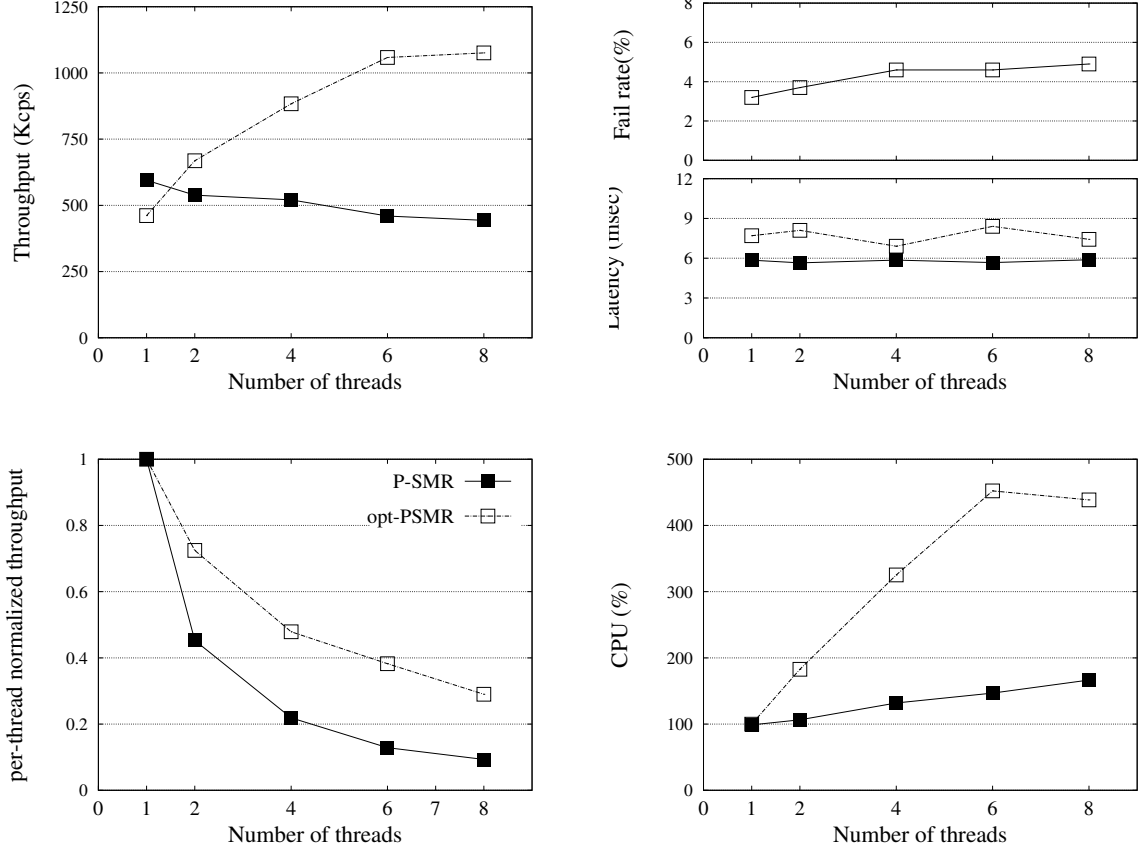 1250
1000
750
500
250
0
Throughput (Kcps)
0 1 2 4 6 8
Number of threads
8
6
4
2
0
Fail rate(%)
12
9
6
3
0
Latency (msec)
0 1 2 4 6 8
Number of threads
1
0.8
0.6
0.4
0.2
0
per-thread normalized throughput
P-SMR
opt-PSMR
0 1 2 4 6 7 8
Number of threads
500
400
300
200
100
0
CPU (%)
0 1 2 4 6 8
Number of threads